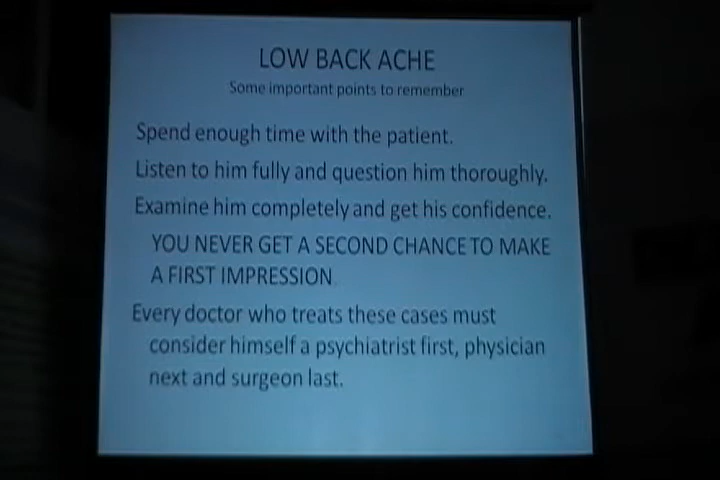 LOW BACK ACHE
Some important points to remember
Spend enough time with the patient.
Listen to him fully and question him thoroughly.
Examine him completely and get his confidence.
YOU NEVER GET A SECOND CHANCE TO MAKE
A FIRST IMPRESSION
Every doctor who treats these cases must
consider himself a psychiatrist first, physician
next and surgeon last.